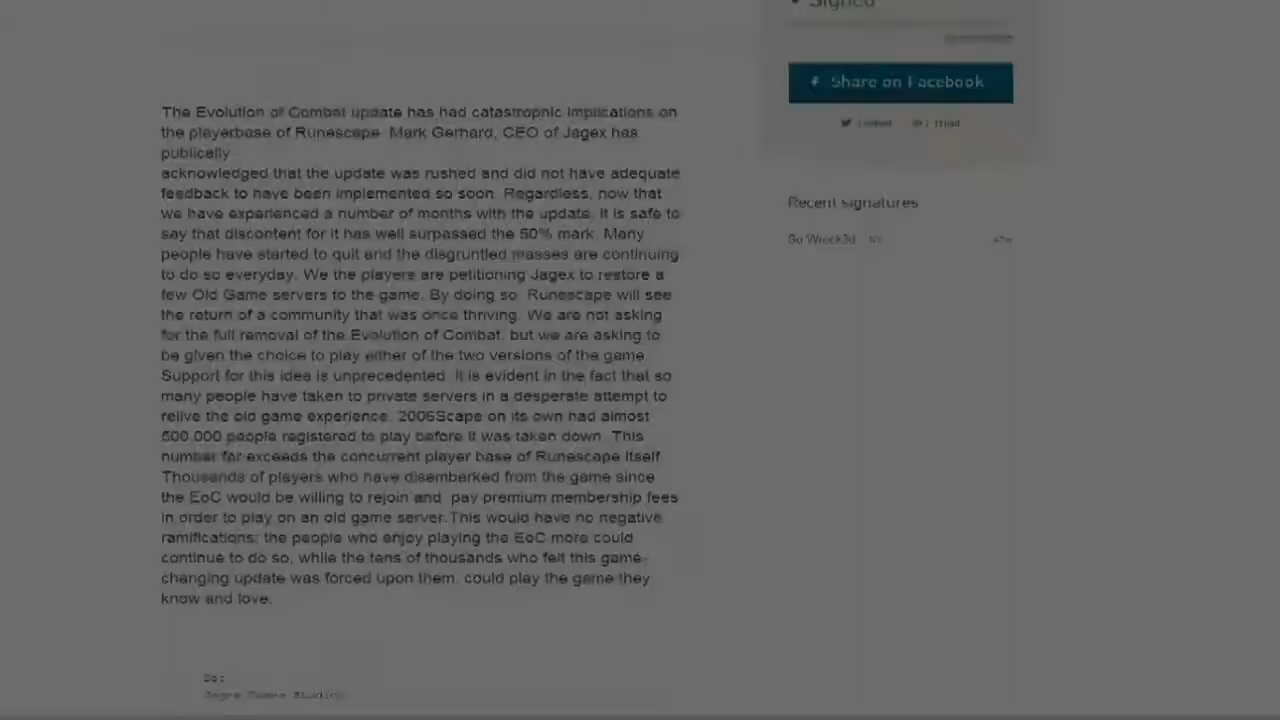 Signed
Share on Facebook
The Evolution of Combat update has had catastrophic implications on
the playerbase of Runescape. Mark Gerhard, CEO of Jagex has
publically
acknowledged that the update was rushed and did not have adequate
feedback to have been implemented so soon. Regardless, now that
we have experienced a number of months with the update, it is safe to
say that discontent for it has well surpassed the 50% mark. Many
people have started to quit and the disgruntled masses are continuing
to do so everyday. We the players are petitioning Jagex to restore a
few Old Game servers to the game. By doing so, Runescape will see
the return of a community that was once thriving. We are not asking
for the full removal of the Evolution of Combat, but we are asking to
be given the choice to play either of the two versions of the game.
Support for this idea is unprecedented. It is evident in the fact that so
many people have taken to private servers in a desperate attempt to
relive the old game experience. 2006Scape on its own had almost
500,000 people registered to play before it was taken down. This
number far exceeds the concurrent player base of Runescape itself.
Thousands of players who have disembarked from the game since
the EoC would be willing to rejoin and pay premium membership fees
in order to play on an old game server.This would have no negative
ramifications; the people who enjoy playing the EoC more could
continue to do so, while the tens of thousands who felt this game-
changing update was forced upon them, could play the game they
know and love.
Recent signatures
To: